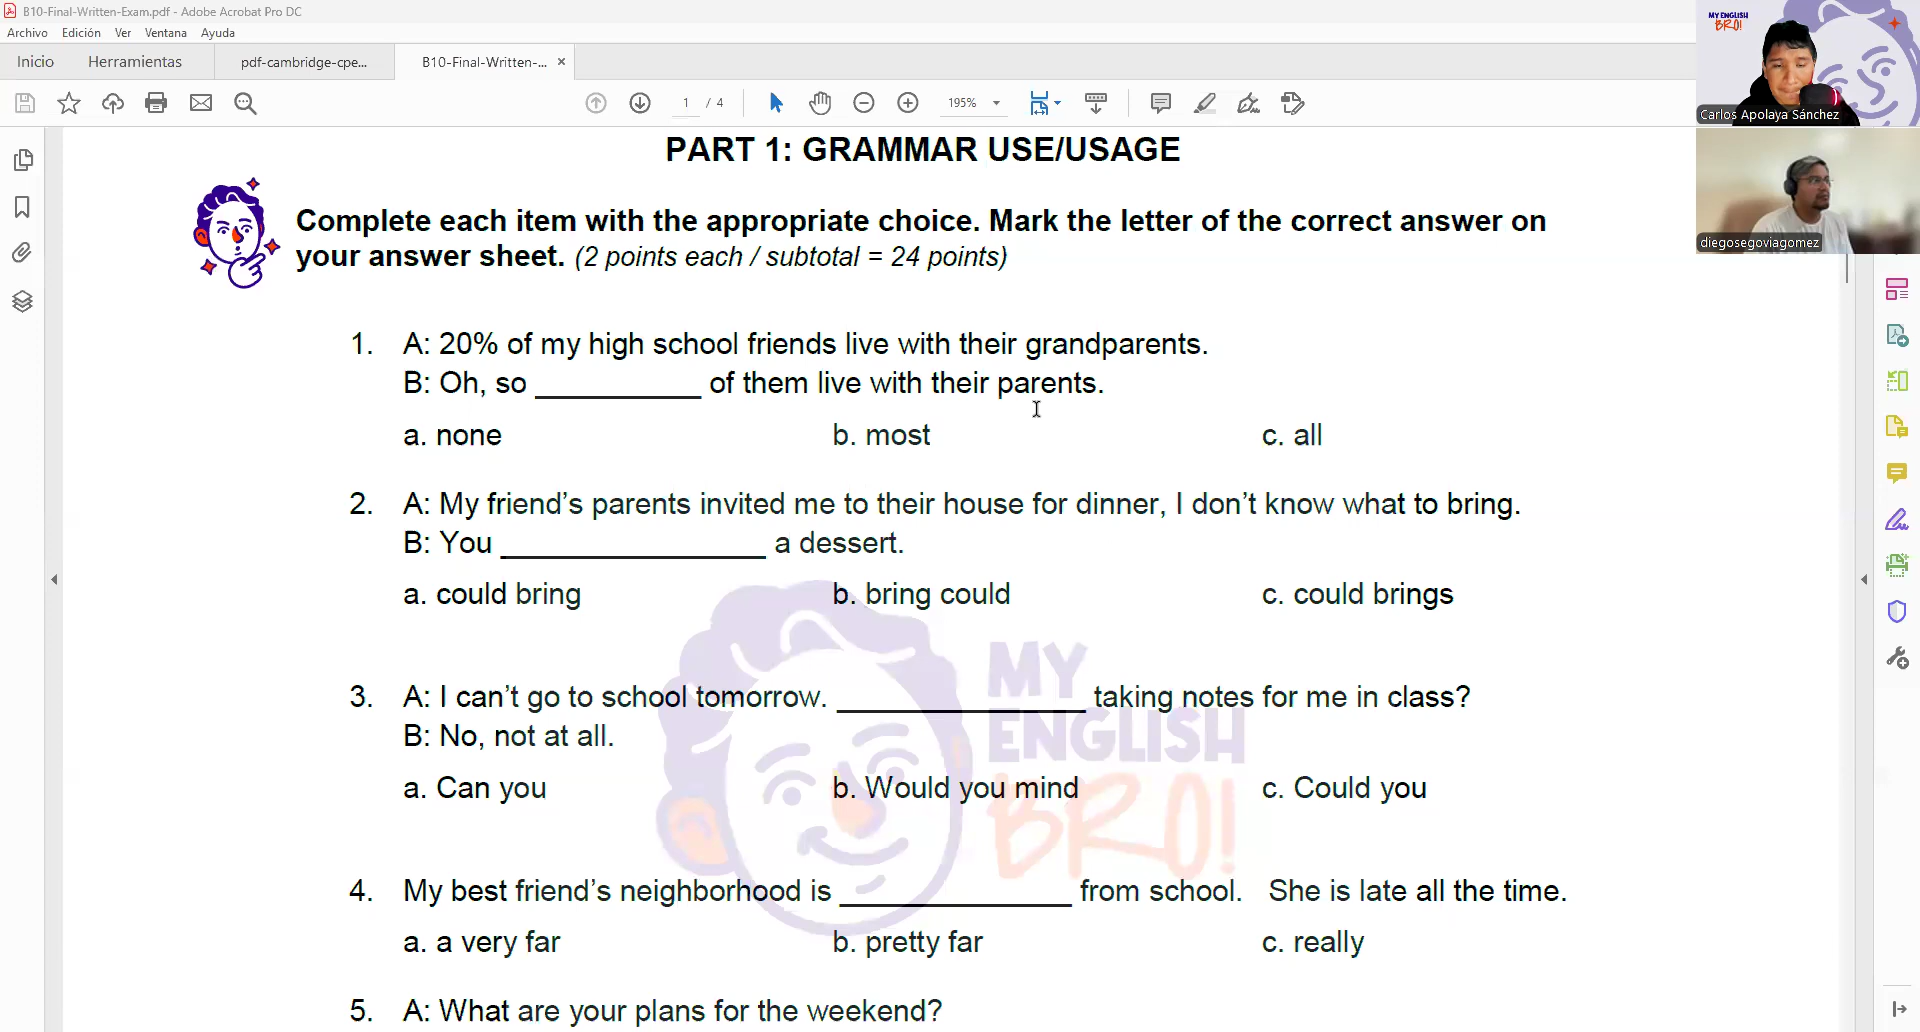 B10-Final-Written-Exam.pdf - Adobe Acrobat Pro DC
Archivo Edición Ver Ventana Ayuda
Inicio Herramientas pdf-cambridge-cpe... B10-Final-Written-... ×
1 / 4 195%
MY ENGLISH
BRO!
Carlos Apolaya Sánchez
diegosegoviagomez
PART 1: GRAMMAR USE/USAGE
Complete each item with the appropriate choice. Mark the letter of the correct answer on
your answer sheet. (2 points each / subtotal = 24 points)
1. A: 20% of my high school friends live with their grandparents.
B: Oh, so __________ of them live with their parents.
a. none b. most c. all
2. A: My friend’s parents invited me to their house for dinner, I don’t know what to bring.
B: You ________________ a dessert.
a. could bring b. bring could c. could brings
3. A: I can’t go to school tomorrow. _______________ taking notes for me in class?
B: No, not at all.
a. Can you b. Would you mind c. Could you
4. My best friend’s neighborhood is ______________ from school. She is late all the time.
a. a very far b. pretty far c. really
5. A: What are your plans for the weekend?
MY
ENGLISH
BRO!